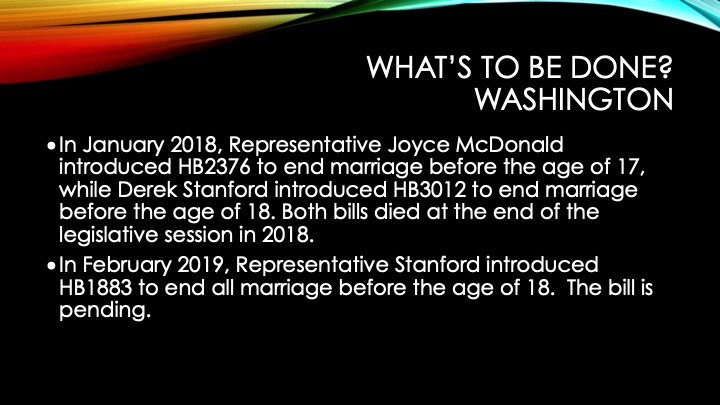 WHAT'S TO BE DONE?
WASHINGTON
•In January 2018, Representative Joyce McDonald
introduced HB2376 to end marriage before the age of 17,
while Derek Stanford introduced HB3012 to end marriage
before the age of 18. Both bills died at the end of the
legislative session in 2018.
•In February 2019, Representative Stanford introduced
HB1883 to end all marriage before the age of 18.  The bill is
pending.